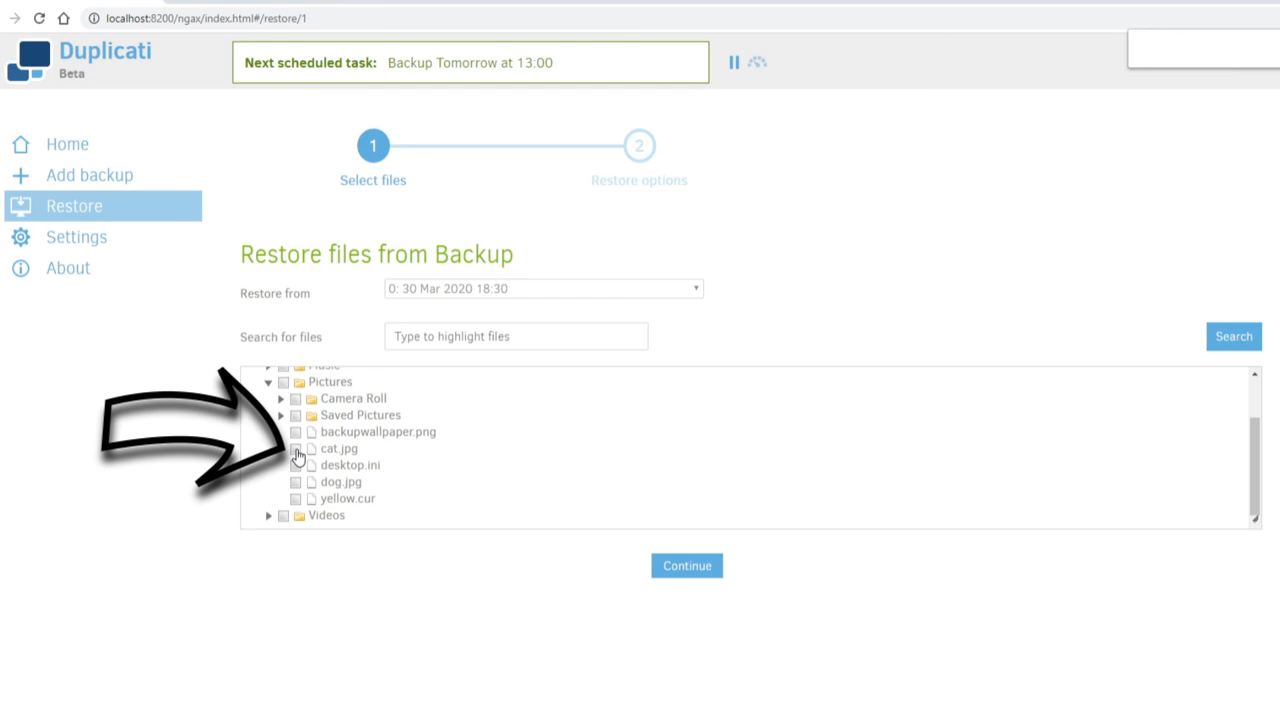 localhost:8200/ngax/index.html#/restore/1
Duplicati
Beta
Next scheduled task: Backup Tomorrow at 13:00
Home
Add backup
Restore
Settings
About
1
2
Select files
Restore options
Restore files from Backup
Restore from
0: 30 Mar 2020 18:30
Search for files
Type to highlight files
Search
Music
Pictures
Camera Roll
Saved Pictures
backupwallpaper.png
cat.jpg
desktop.ini
dog.jpg
yellow.cur
Videos
Continue